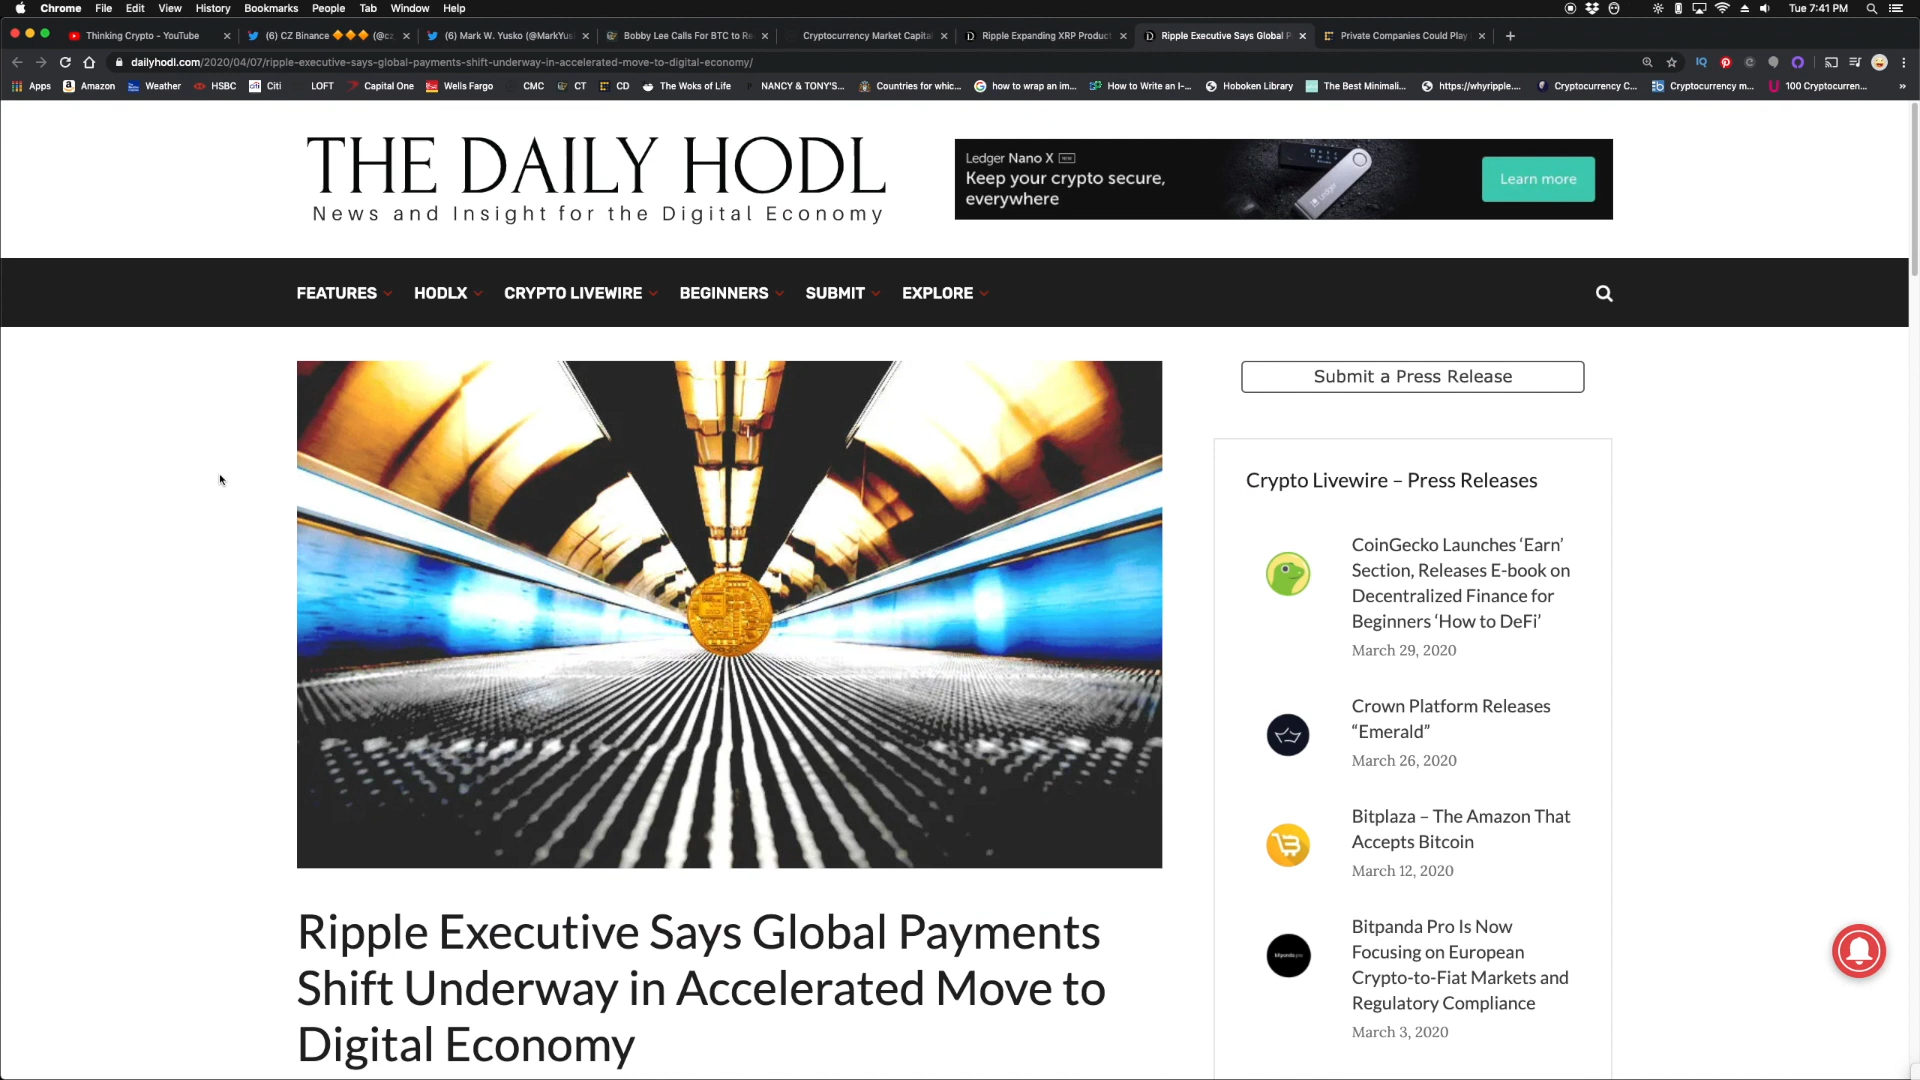 Chrome File Edit View History Bookmarks People Tab Window Help
Tue 7:41 PM
Thinking Crypto - YouTube
(6) CZ Binance 🔶🔶🔶 (@cz_
(6) Mark W. Yusko (@MarkYus
Bobby Lee Calls For BTC to Re
Cryptocurrency Market Capital
Ripple Expanding XRP Product
Ripple Executive Says Global P
Private Companies Could Play
dailyhodl.com/2020/04/07/ripple-executive-says-global-payments-shift-underway-in-accelerated-move-to-digital-economy/
Apps Amazon Weather HSBC Citi LOFT Capital One Wells Fargo CMC CT CD The Woks of Life NANCY & TONY'S... Countries for whic... how to wrap an im... How to Write an I-... Hoboken Library The Best Minimali... https://whyripple.... Cryptocurrency C... Cryptocurrency m... 100 Cryptocurren... »
THE DAILY HODL
News and Insight for the Digital Economy
Ledger Nano X NEW
Keep your crypto secure,
everywhere
Learn more
FEATURES HODLX CRYPTO LIVEWIRE BEGINNERS SUBMIT EXPLORE
Submit a Press Release
Crypto Livewire – Press Releases
CoinGecko Launches ‘Earn’
Section, Releases E-book on
Decentralized Finance for
Beginners ‘How to DeFi’
March 29, 2020
Crown Platform Releases
“Emerald”
March 26, 2020
Bitplaza – The Amazon That
Accepts Bitcoin
March 12, 2020
Bitpanda Pro Is Now
Focusing on European
Crypto-to-Fiat Markets and
Regulatory Compliance
March 3, 2020
Ripple Executive Says Global Payments
Shift Underway in Accelerated Move to
Digital Economy